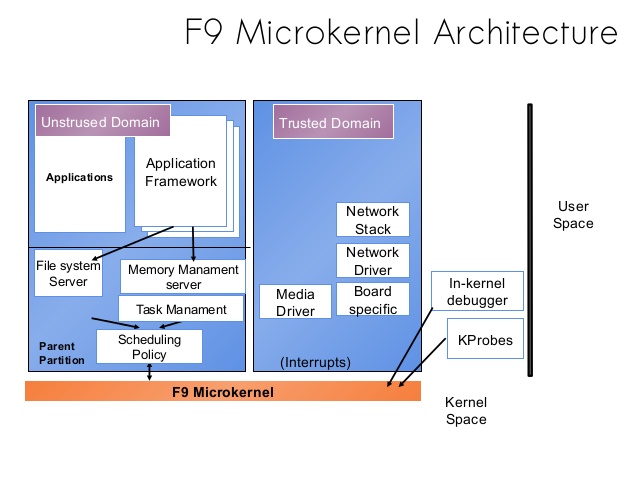 F9 Microkernel Architecture
Unstrused Domain
Trusted Domain
Applications
Application
Framework
User
Space
Network
Stack
Network
Driver
File system
Server
Memory Manament
server
Media
Driver
Board
specific
In-kernel
debugger
Task Manament
Parent
Partition
Scheduling
Policy
(Interrupts)
KProbes
F9 Microkernel
Kernel
Space